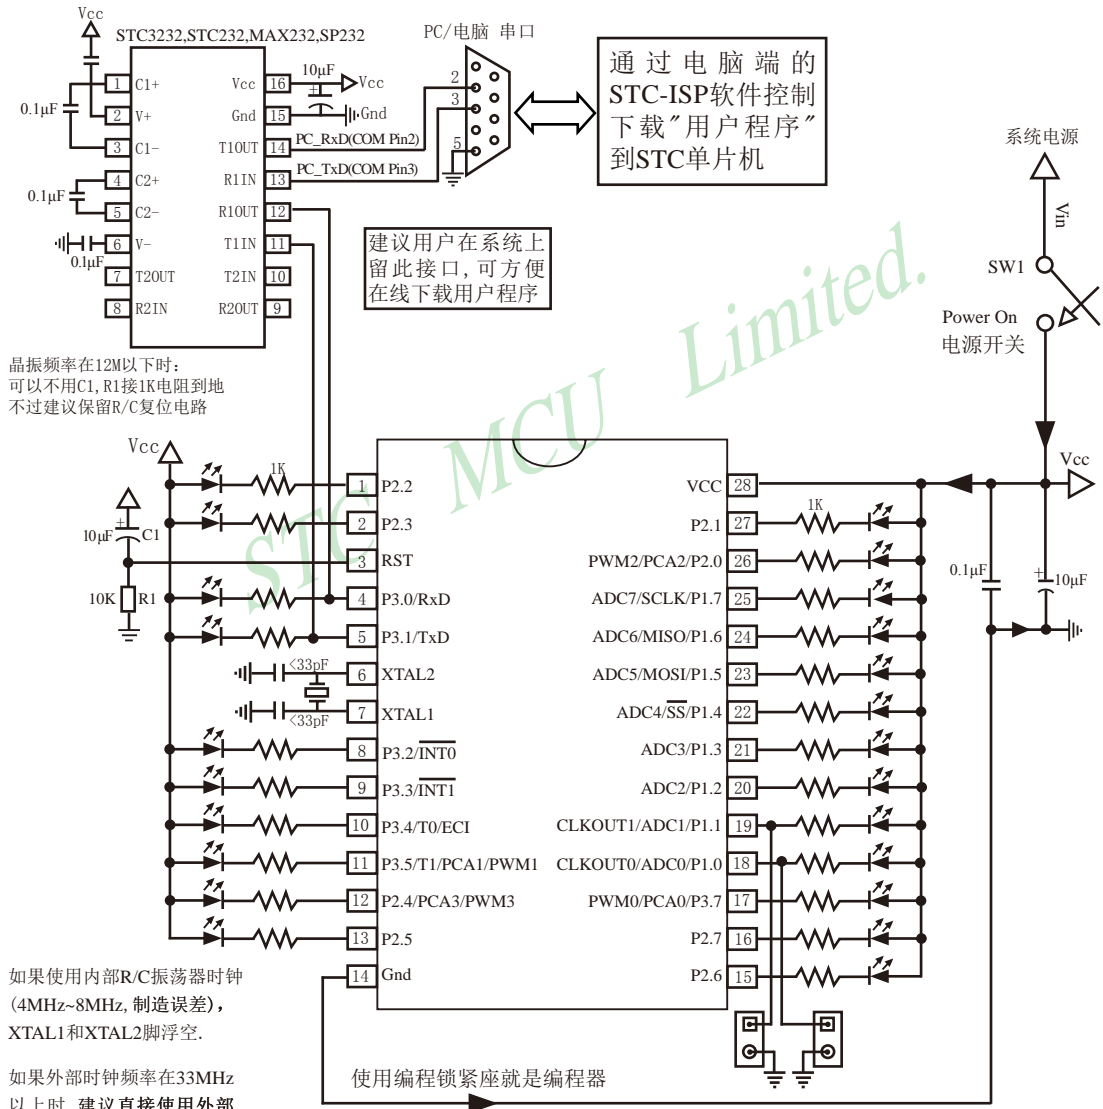 Vcc
STC3232,STC232,MAX232,SP232
PC/电脑 串口
1 C1+
2 V+
3 C1-
4 C2+
5 C2-
6 V-
7 T2OUT
8 R2IN
Vcc 16
Gnd 15
T1OUT 14
R1IN 13
R1OUT 12
T1IN 11
T2IN 10
R2OUT 9
0.1μF
0.1μF
0.1μF
10μF
+
Vcc
Gnd
PC_RxD(COM Pin2)
PC_TxD(COM Pin3)
2
3
5
通过电脑端的
STC-ISP软件控制
下载"用户程序"
到STC单片机
建议用户在系统上
留此接口,可方便
在线下载用户程序
系统电源
Vin
SW1
Power On
电源开关
晶振频率在12M以下时:
可以不用C1,R1接1K电阻到地
不过建议保留R/C复位电路
STC MCU Limited.
Vcc
1K
+
10μF C1
10K R1
<33pF
<33pF
1 P2.2
2 P2.3
3 RST
4 P3.0/RxD
5 P3.1/TxD
6 XTAL2
7 XTAL1
8 P3.2/INT0
9 P3.3/INT1
10 P3.4/T0/ECI
11 P3.5/T1/PCA1/PWM1
12 P2.4/PCA3/PWM3
13 P2.5
14 Gnd
VCC 28
P2.1 27
PWM2/PCA2/P2.0 26
ADC7/SCLK/P1.7 25
ADC6/MISO/P1.6 24
ADC5/MOSI/P1.5 23
ADC4/SS/P1.4 22
ADC3/P1.3 21
ADC2/P1.2 20
CLKOUT1/ADC1/P1.1 19
CLKOUT0/ADC0/P1.0 18
PWM0/PCA0/P3.7 17
P2.7 16
P2.6 15
1K
Vcc
0.1μF
+
10μF
如果使用内部R/C振荡器时钟
(4MHz~8MHz,制造误差),
XTAL1和XTAL2脚浮空.
如果外部时钟频率在33MHz
以上时,建议直接使用外部
使用编程锁紧座就是编程器